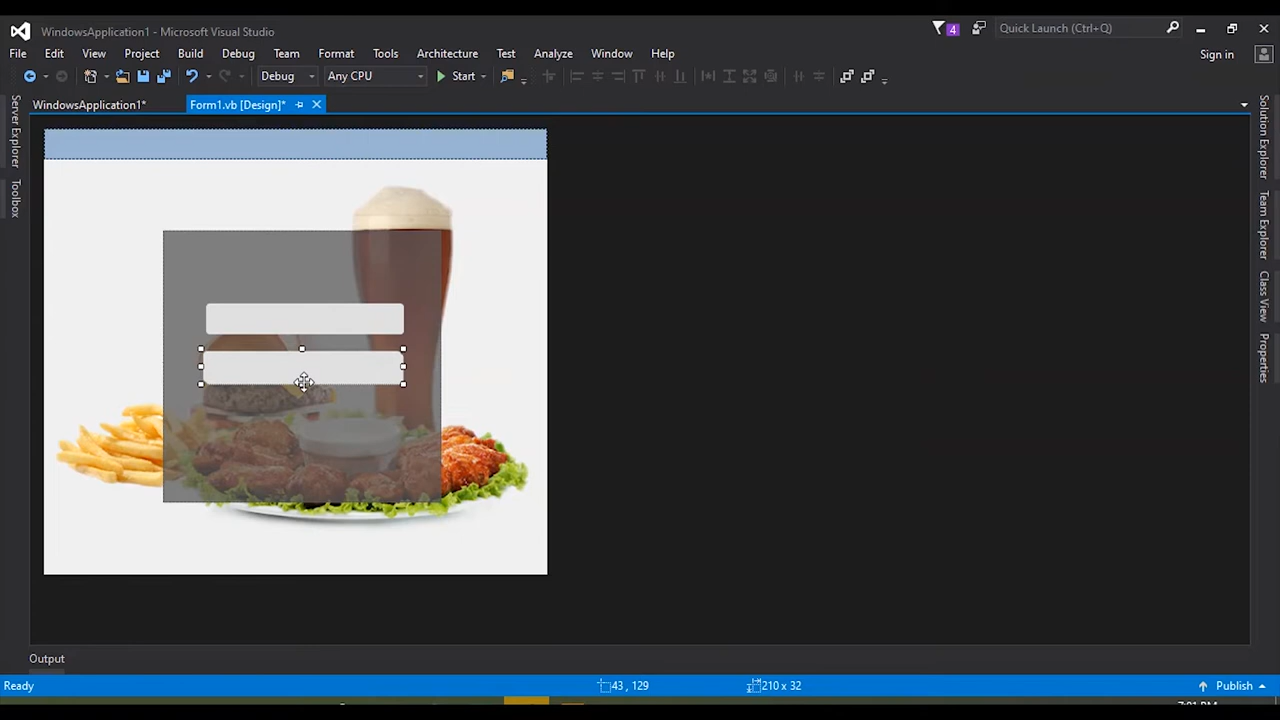 WindowsApplication1 - Microsoft Visual Studio
4
Quick Launch (Ctrl+Q)
File Edit View Project Build Debug Team Format Tools Architecture Test Analyze Window Help
Sign in
Debug
Any CPU
Start
WindowsApplication1*
Form1.vb [Design]*
Server Explorer
Toolbox
Solution Explorer
Team Explorer
Class View
Properties
Output
Ready
43 , 129
210 x 32
Publish